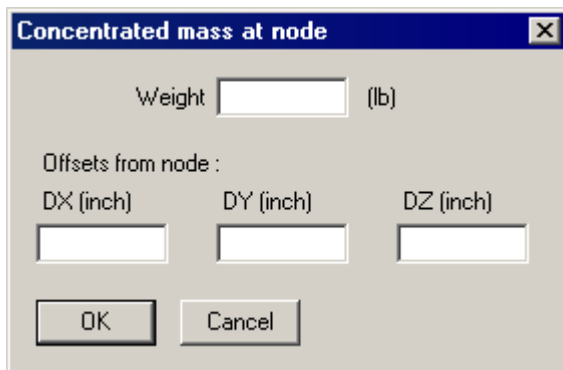 Concentrated mass at node
Weight (lb)
Offsets from node :
DX (inch) DY (inch) DZ (inch)
OK Cancel